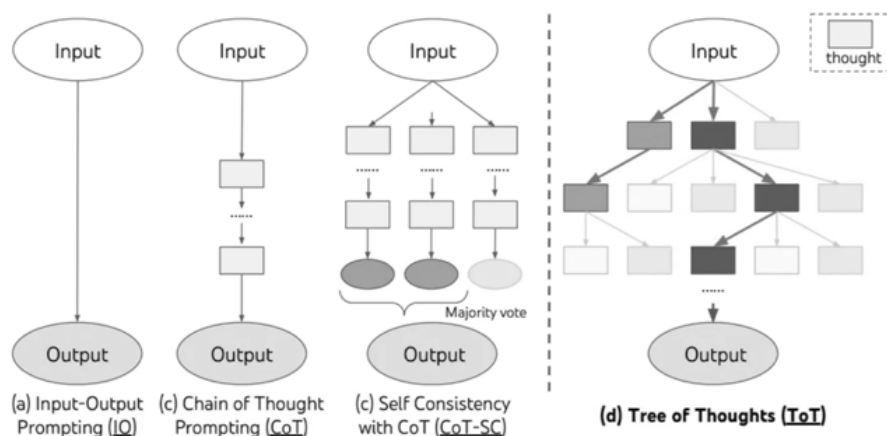 Input
Input
Input
Input
thought
......
......
......
......
......
Majority vote
Output
Output
Output
Output
(a) Input-Output
Prompting (IO)
(c) Chain of Thought
Prompting (CoT)
(c) Self Consistency
with CoT (CoT-SC)
(d) Tree of Thoughts (ToT)